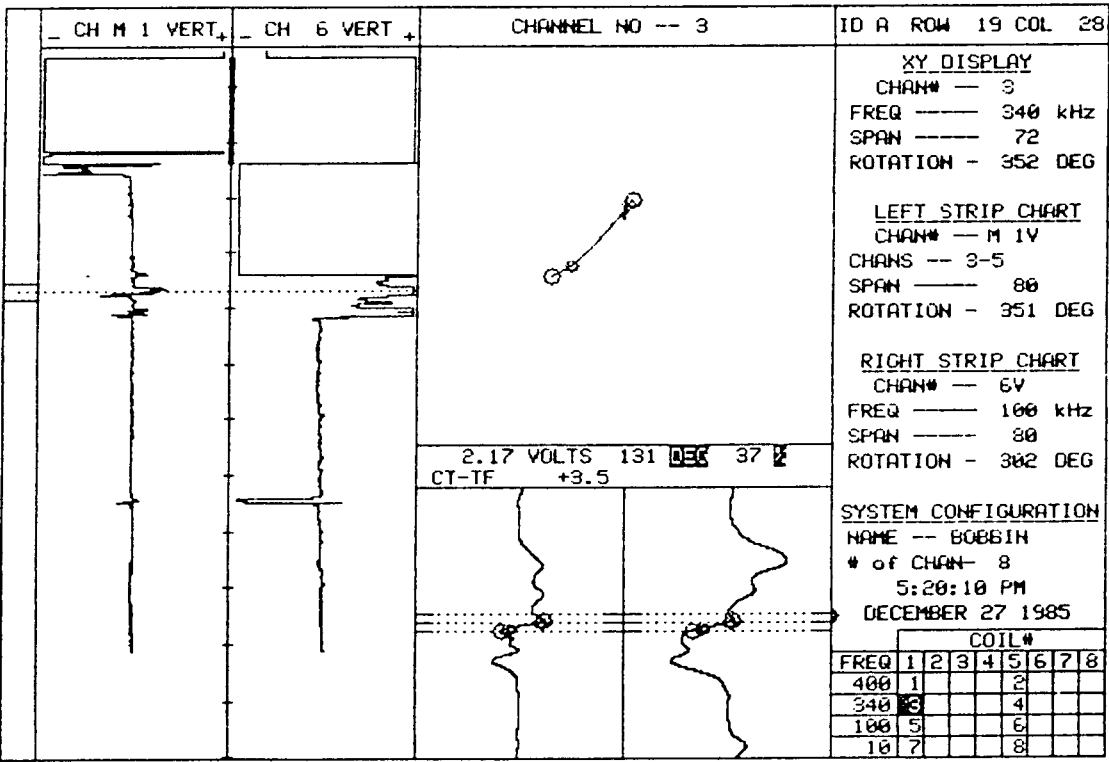 _ CH M 1 VERT +
_ CH 6 VERT +
CHANNEL NO -- 3
ID A ROW 19 COL 28
XY DISPLAY
CHAN# -- 3
FREQ ----- 340 kHz
SPAN ----- 72
ROTATION - 352 DEG
LEFT STRIP CHART
CHAN# -- M 1V
CHANS -- 3-5
SPAN ----- 80
ROTATION - 351 DEG
RIGHT STRIP CHART
CHAN# -- 6V
FREQ ----- 100 kHz
SPAN ----- 80
ROTATION - 302 DEG
2.17 VOLTS 131 DEG 37 %
CT-TF +3.5
SYSTEM CONFIGURATION
NAME -- BOBBIN
# of CHAN- 8
5:20:10 PM
DECEMBER 27 1985
COIL#
FREQ 1 2 3 4 5 6 7 8
400 1 2
340 3 4
100 5 6
10 7 8